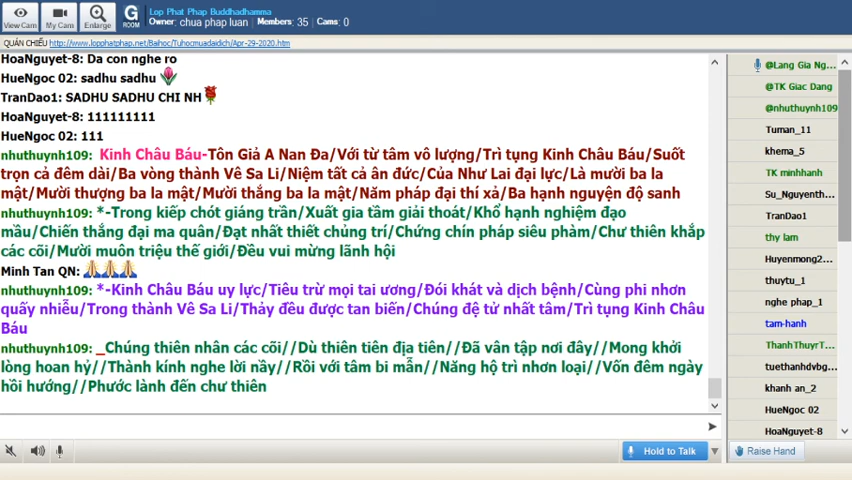 Lop Phat Phap Buddhadhamma
Owner: chua phap luan Members: 35 Cams: 0
View Cam
My Cam
Enlarge
G
ROOM
QUÁN CHIẾU http://www.lopphatphap.net/Baihoc/Tuhocmuadaidich/Apr-29-2020.htm
HoaNguyet-8: Da con nghe ro
HueNgoc 02: sadhu sadhu
TranDao1: SADHU SADHU CHI NH
HoaNguyet-8: 111111111
HueNgoc 02: 111
nhuthuynh109: Kinh Châu Báu-Tôn Giả A Nan Đa/Với từ tâm vô lượng/Trì tụng Kinh Châu Báu/Suốt
trọn cả đêm dài/Ba vòng thành Vê Sa Li/Niệm tất cả ân đức/Của Như Lai đại lực/Là mười ba la
mật/Mười thượng ba la mật/Mười thắng ba la mật/Năm pháp đại thí xả/Ba hạnh nguyện độ sanh
nhuthuynh109: *-Trong kiếp chót giáng trần/Xuất gia tầm giải thoát/Khổ hạnh nghiệm đạo
mầu/Chiến thắng đại ma quân/Đạt nhất thiết chủng trí/Chứng chín pháp siêu phàm/Chư thiên khắp
các cõi/Mười muôn triệu thế giới/Đều vui mừng lãnh hội
Minh Tan QN:
nhuthuynh109: *-Kinh Châu Báu uy lực/Tiêu trừ mọi tai ương/Đói khát và dịch bệnh/Cùng phi nhơn
quấy nhiễu/Trong thành Vê Sa Li/Thảy đều được tan biến/Chúng đệ tử nhất tâm/Trì tụng Kinh Châu
Báu
nhuthuynh109: _Chúng thiên nhân các cõi//Dù thiên tiên địa tiên//Đã vân tập nơi đây//Mong khởi
lòng hoan hỷ//Thành kính nghe lời nầy//Rồi với tâm bi mẫn//Năng hộ trì nhơn loại//Vốn đêm ngày
hồi hướng//Phước lành đến chư thiên
@Lang Gia Ng...
@TK Giac Dang
@nhuthuynh109
Tuman_11
khema_5
TK minhhanh
Su_Nguyenth...
TranDao1
thy lam
Huyenmong2...
thuytu_1
nghe phap_1
tam-hanh
ThanhThuyrT...
tuethanhdvbg...
khanh an_2
HueNgoc 02
HoaNguyet-8
Hold to Talk
Raise Hand